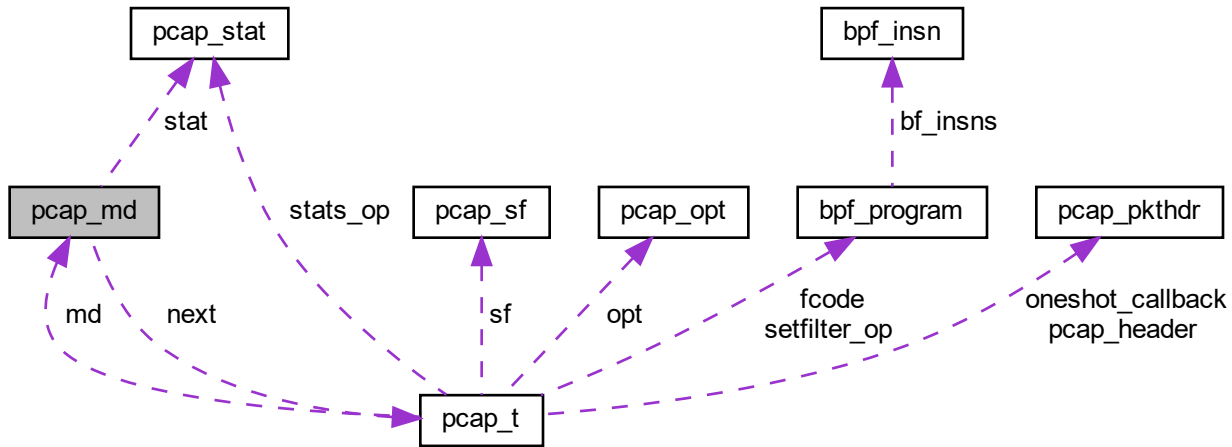 pcap_stat
bpf_insn
stat
bf_insns
pcap_md
stats_op
pcap_sf
pcap_opt
bpf_program
pcap_pkthdr
md
next
sf
opt
fcode
setfilter_op
oneshot_callback
pcap_header
pcap_t